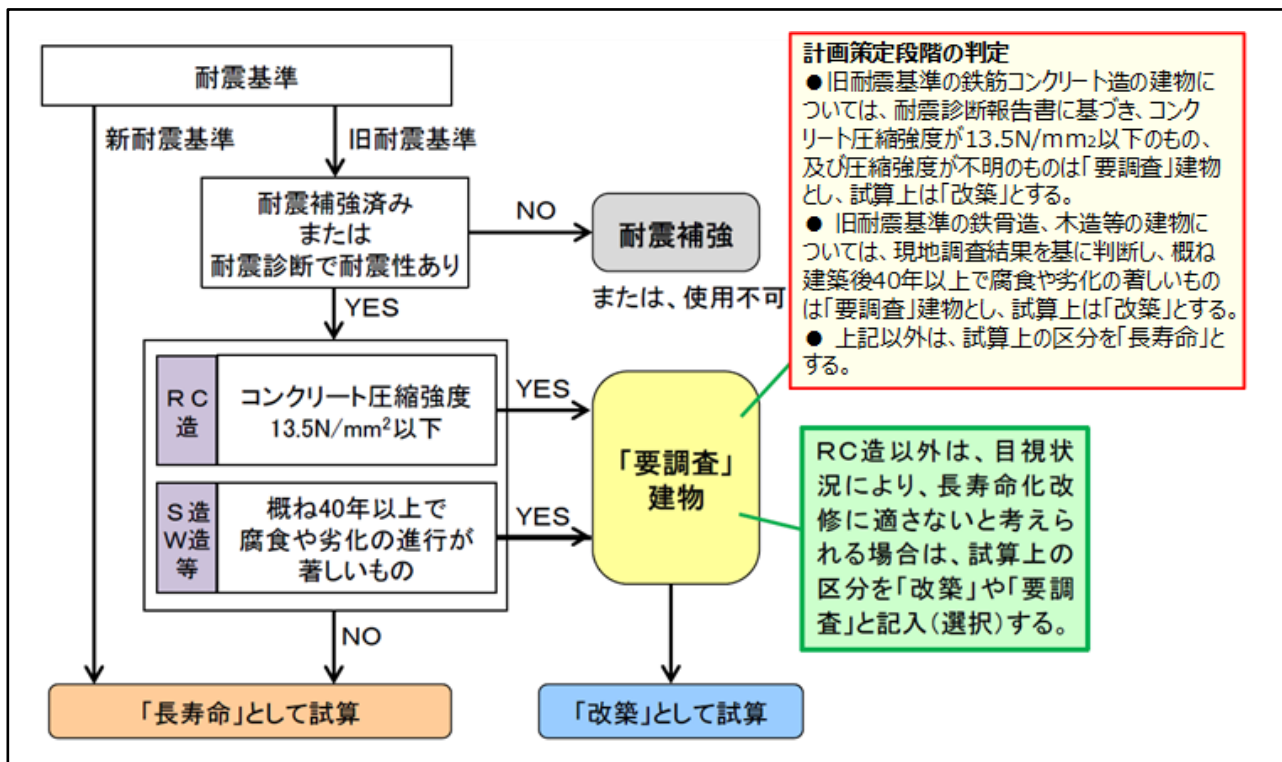 耐震基準
新耐震基準
旧耐震基準
耐震補強済み
または
耐震診断で耐震性あり
NO
耐震補強
または、使用不可
YES
RC
造
コンクリート圧縮強度
13.5N/mm²以下
YES
S造
W造
等
概ね40年以上で
腐食や劣化の進行が
著しいもの
YES
「要調査」
建物
NO
「長寿命」として試算
「改築」として試算
計画策定段階の判定
●旧耐震基準の鉄筋コンクリート造の建物に
ついては、耐震診断報告書に基づき、コンク
リート圧縮強度が13.5N/mm₂以下のもの、
及び圧縮強度が不明のものは「要調査」建物
とし、試算上は「改築」とする。
● 旧耐震基準の鉄骨造、木造等の建物に
ついては、現地調査結果を基に判断し、概ね
建築後40年以上で腐食や劣化の著しいもの
は「要調査」建物とし、試算上は「改築」とする。
● 上記以外は、試算上の区分を「長寿命」と
する。
RC造以外は、目視状
況により、長寿命化改
修に適さないと考えら
れる場合は、試算上の
区分を「改築」や「要調
査」と記入(選択)する。